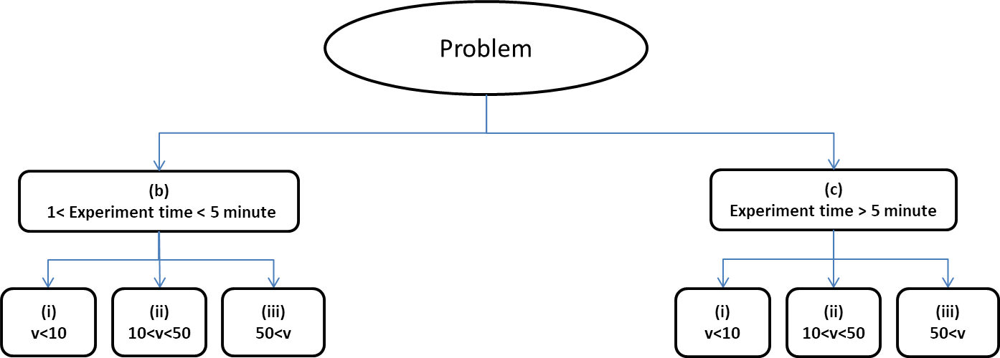 Problem
(b)
1< Experiment time < 5 minute
(c)
Experiment time > 5 minute
(i)
v<10
(ii)
10<v<50
(iii)
50<v
(i)
v<10
(ii)
10<v<50
(iii)
50<v